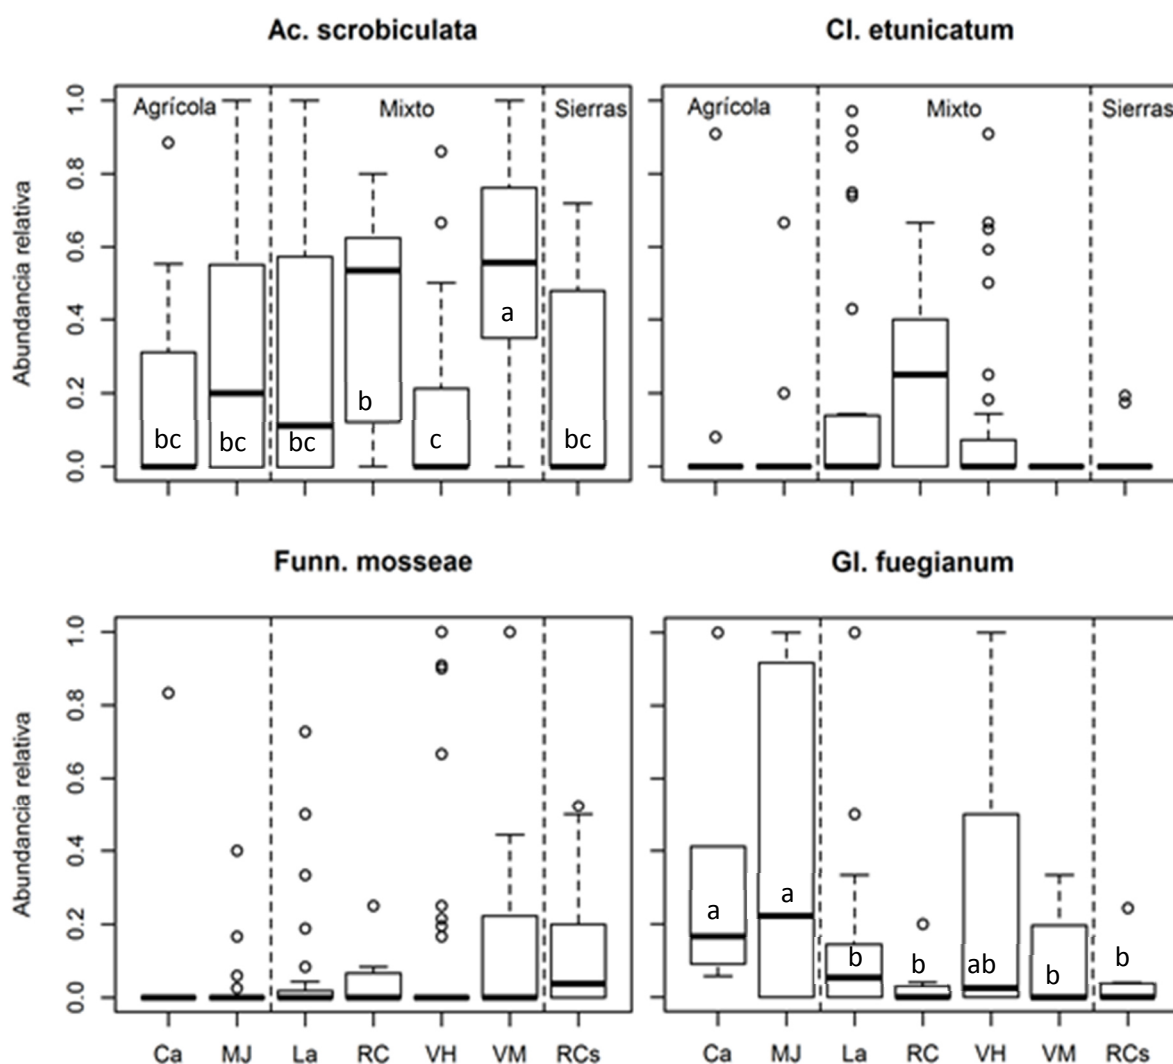 Ac. scrobiculata
Cl. etunicatum
Abundancia relativa
0.0 0.2 0.4 0.6 0.8 1.0
Agrícola Mixto Sierras
bc bc bc b c a bc
Agrícola Mixto Sierras
Funn. mosseae
Gl. fuegianum
Abundancia relativa
0.0 0.2 0.4 0.6 0.8 1.0
a a b b ab b b
Ca MJ La RC VH VM RCs
Ca MJ La RC VH VM RCs